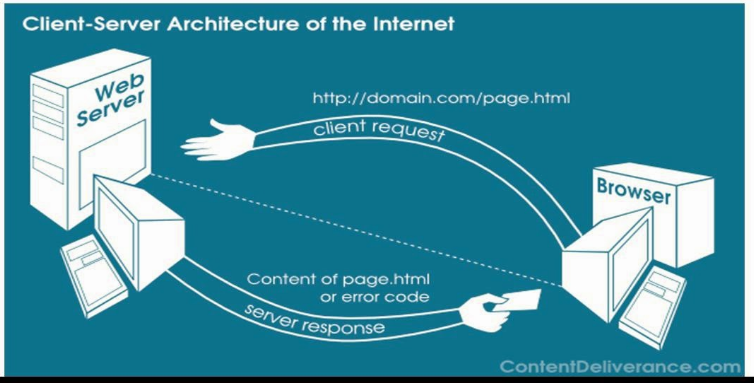 Client-Server Architecture of the Internet
Web
Server
http://domain.com/page.html
client request
Browser
Content of page.html
or error code
server response
ContentDeliverance.com